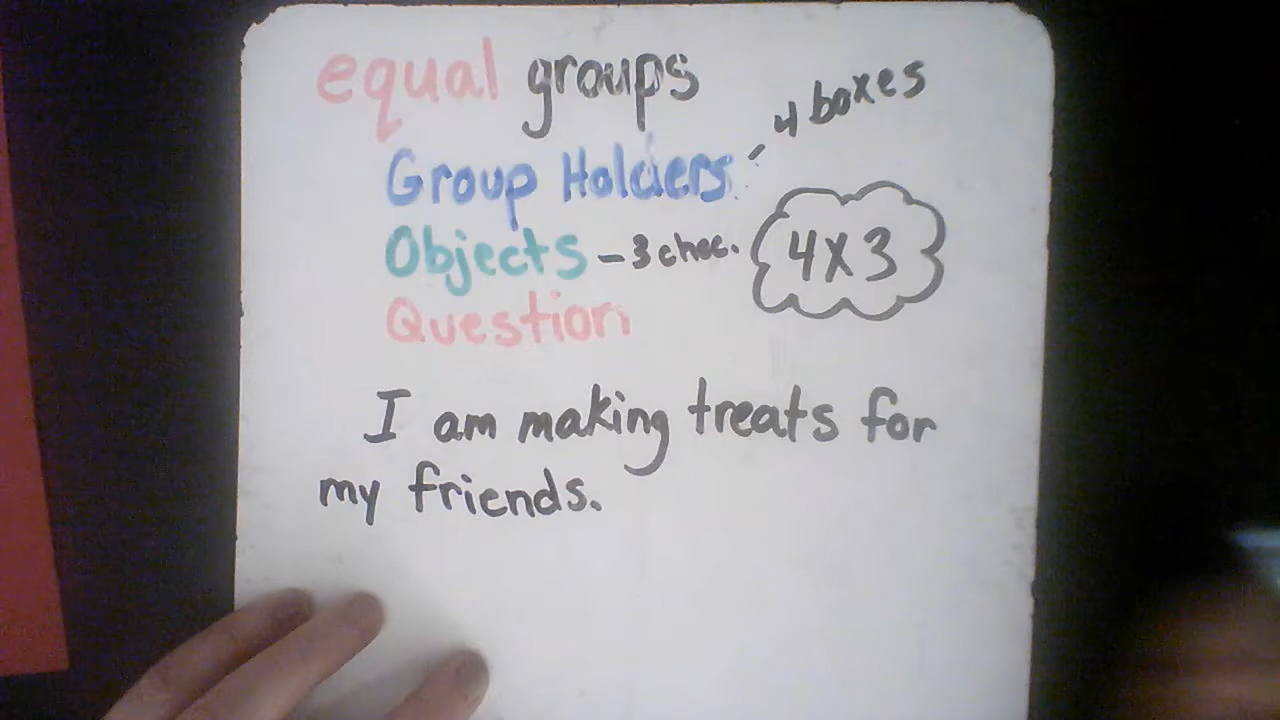 equal groups
4 boxes
Group Holders
Objects - 3 choc.
4x3
Question
I am making treats for
my friends.